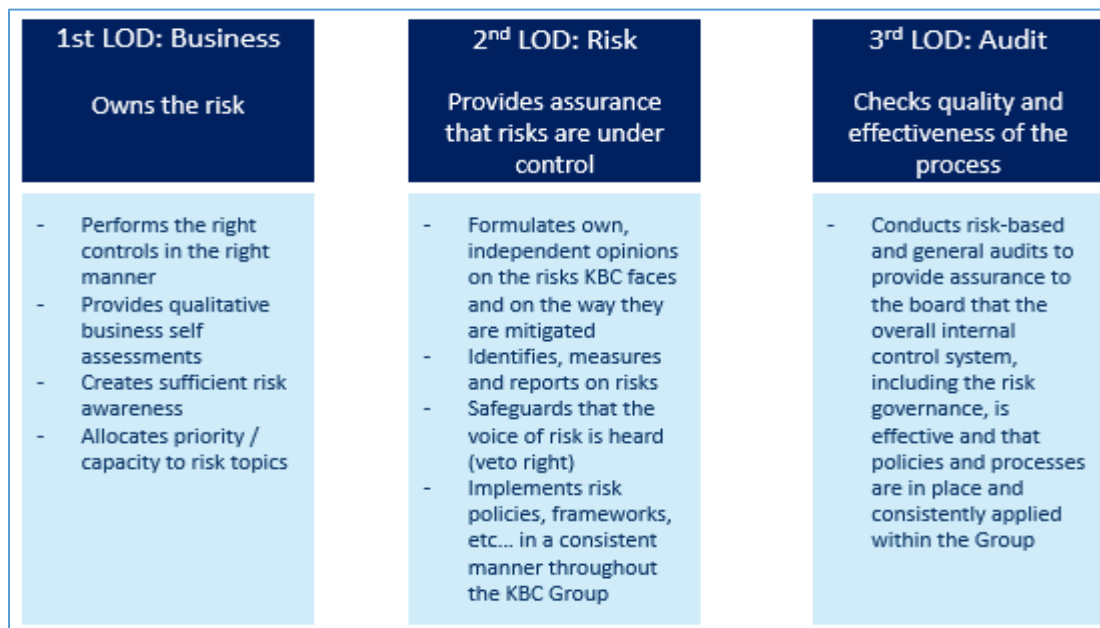 1st LOD: Business
Owns the risk
- Performs the right
controls in the right
manner
- Provides qualitative
business self
assessments
- Creates sufficient risk
awareness
- Allocates priority /
capacity to risk topics
2nd LOD: Risk
Provides assurance
that risks are under
control
- Formulates own,
independent opinions
on the risks KBC faces
and on the way they
are mitigated
- Identifies, measures
and reports on risks
- Safeguards that the
voice of risk is heard
(veto right)
- Implements risk
policies, frameworks,
etc... in a consistent
manner throughout
the KBC Group
3rd LOD: Audit
Checks quality and
effectiveness of the
process
- Conducts risk-based
and general audits to
provide assurance to
the board that the
overall internal
control system,
including the risk
governance, is
effective and that
policies and processes
are in place and
consistently applied
within the Group